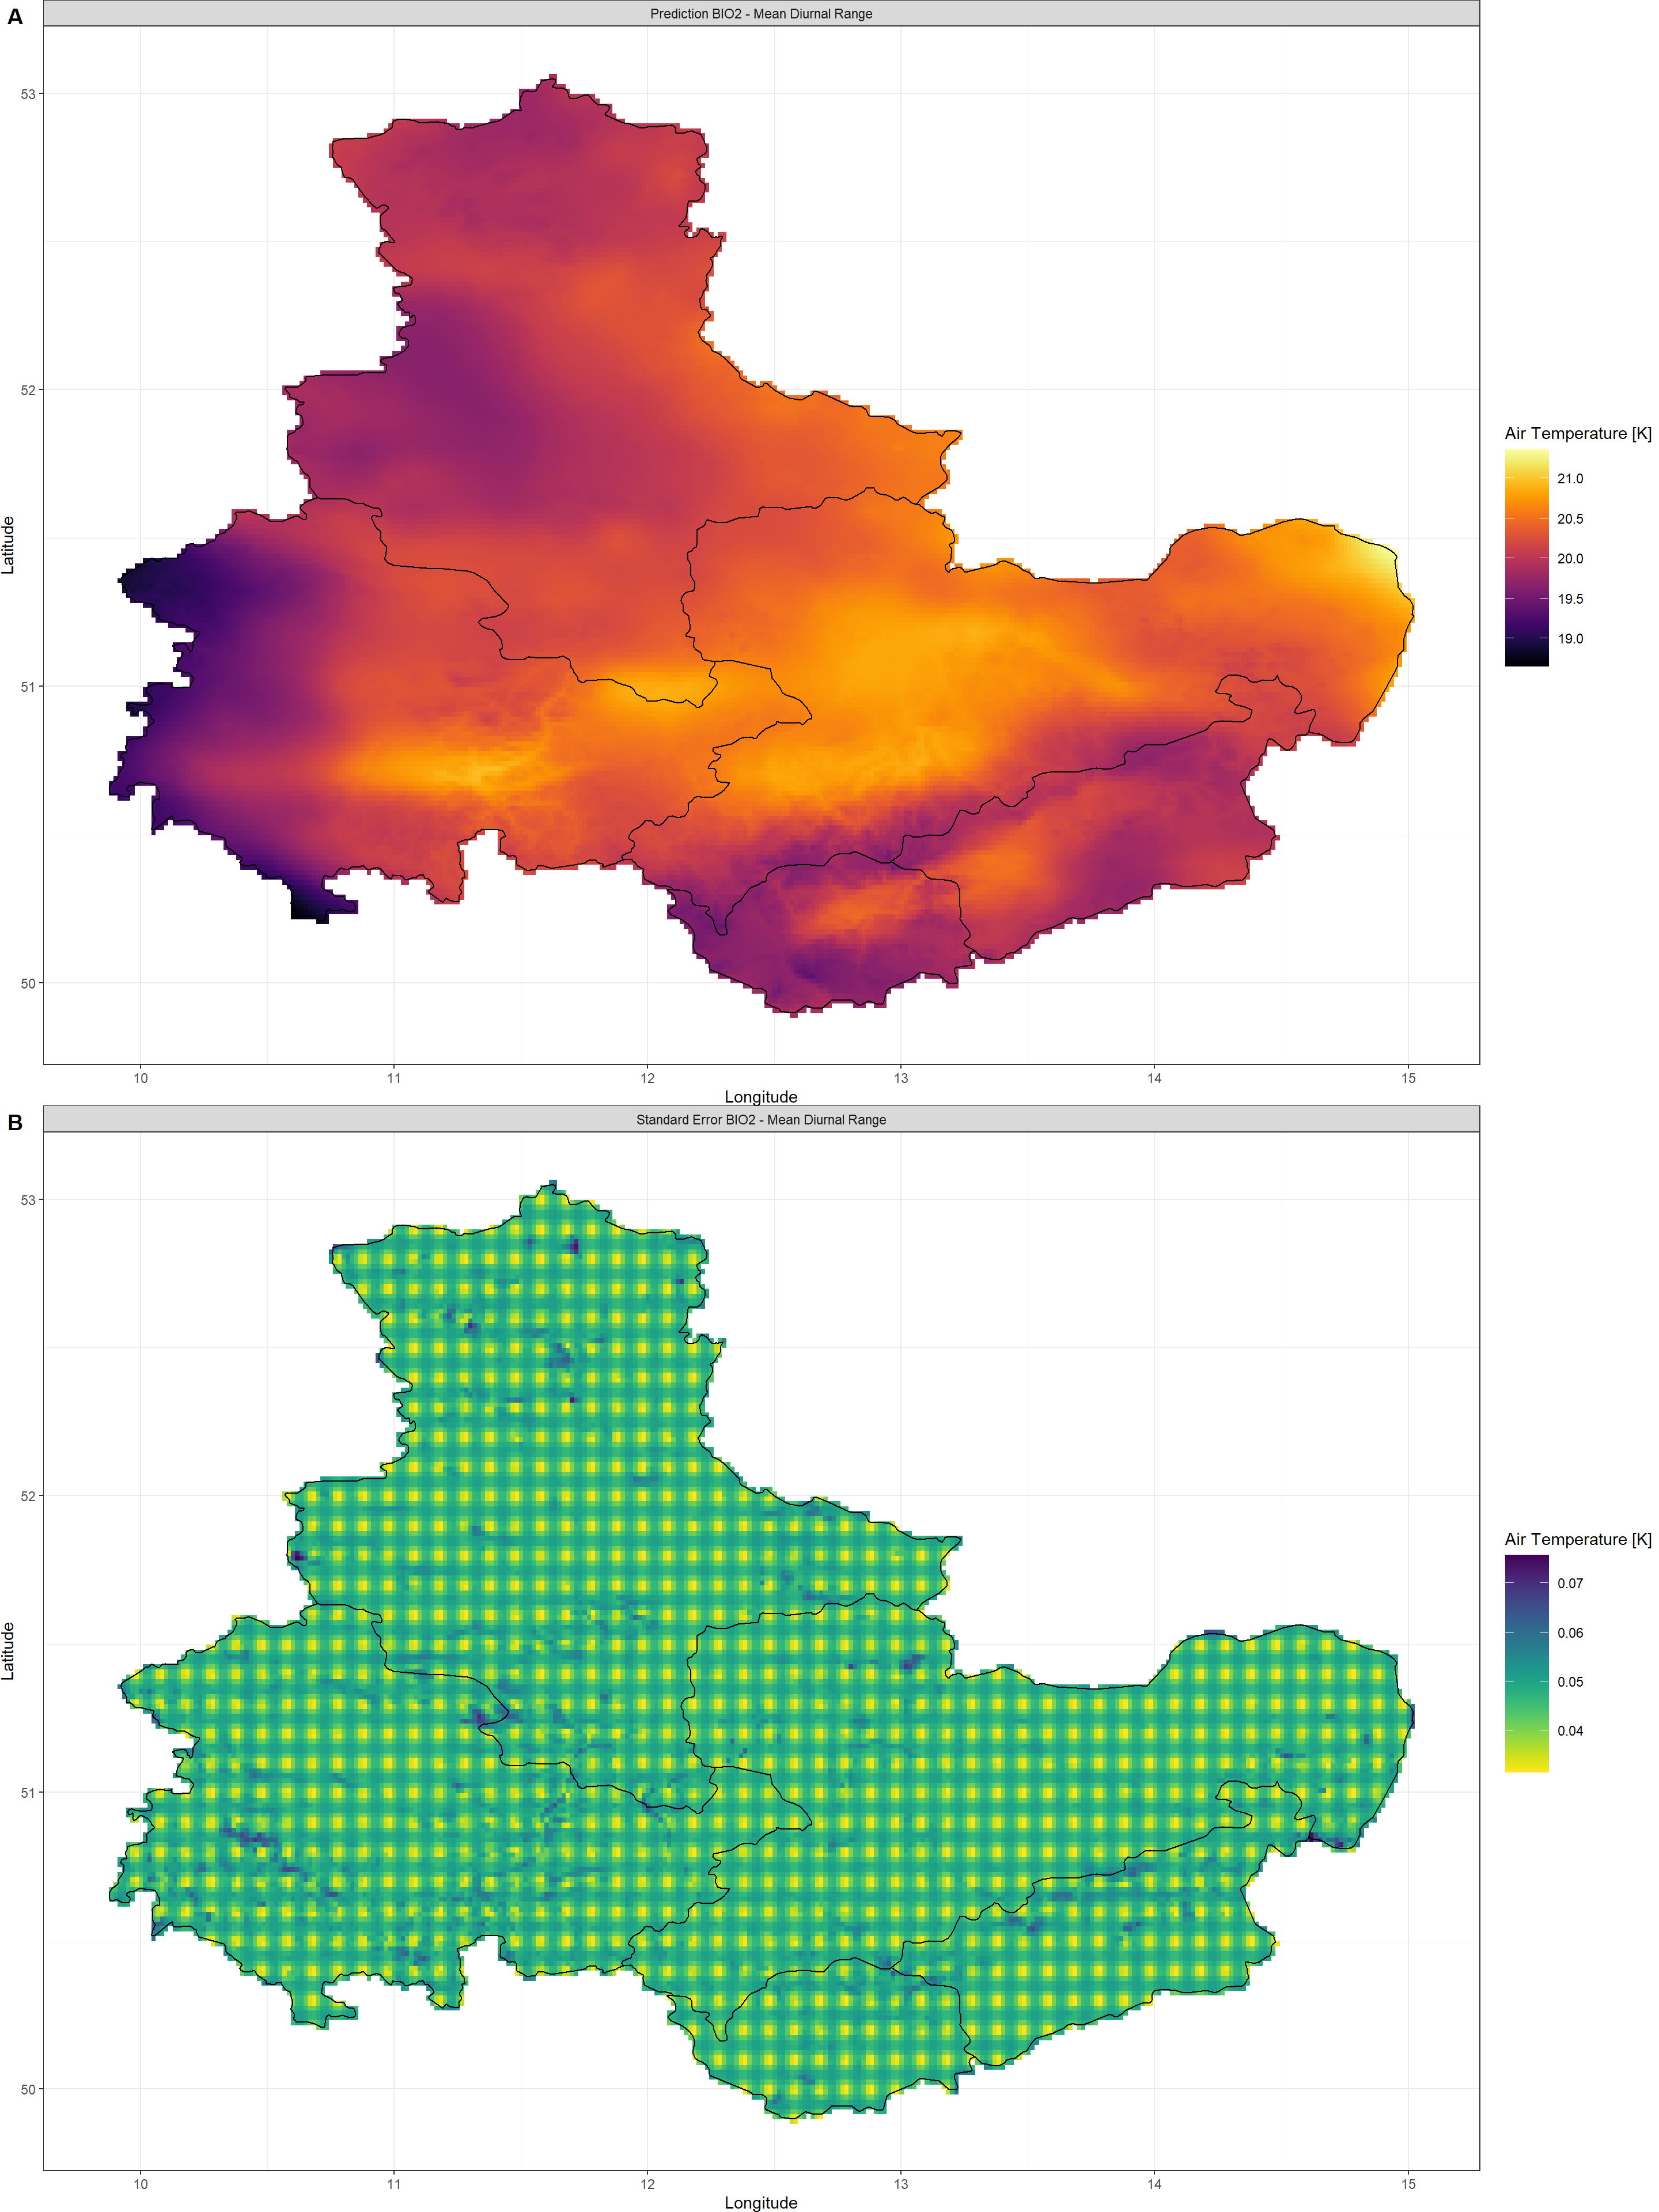 A
Prediction BIO2 - Mean Diurnal Range
53
52
51
50
Latitude
10 11 12 13 14 15
Longitude
Air Temperature [K]
21.0
20.5
20.0
19.5
19.0
B
Standard Error BIO2 - Mean Diurnal Range
53
52
51
50
Latitude
10 11 12 13 14 15
Longitude
Air Temperature [K]
0.07
0.06
0.05
0.04